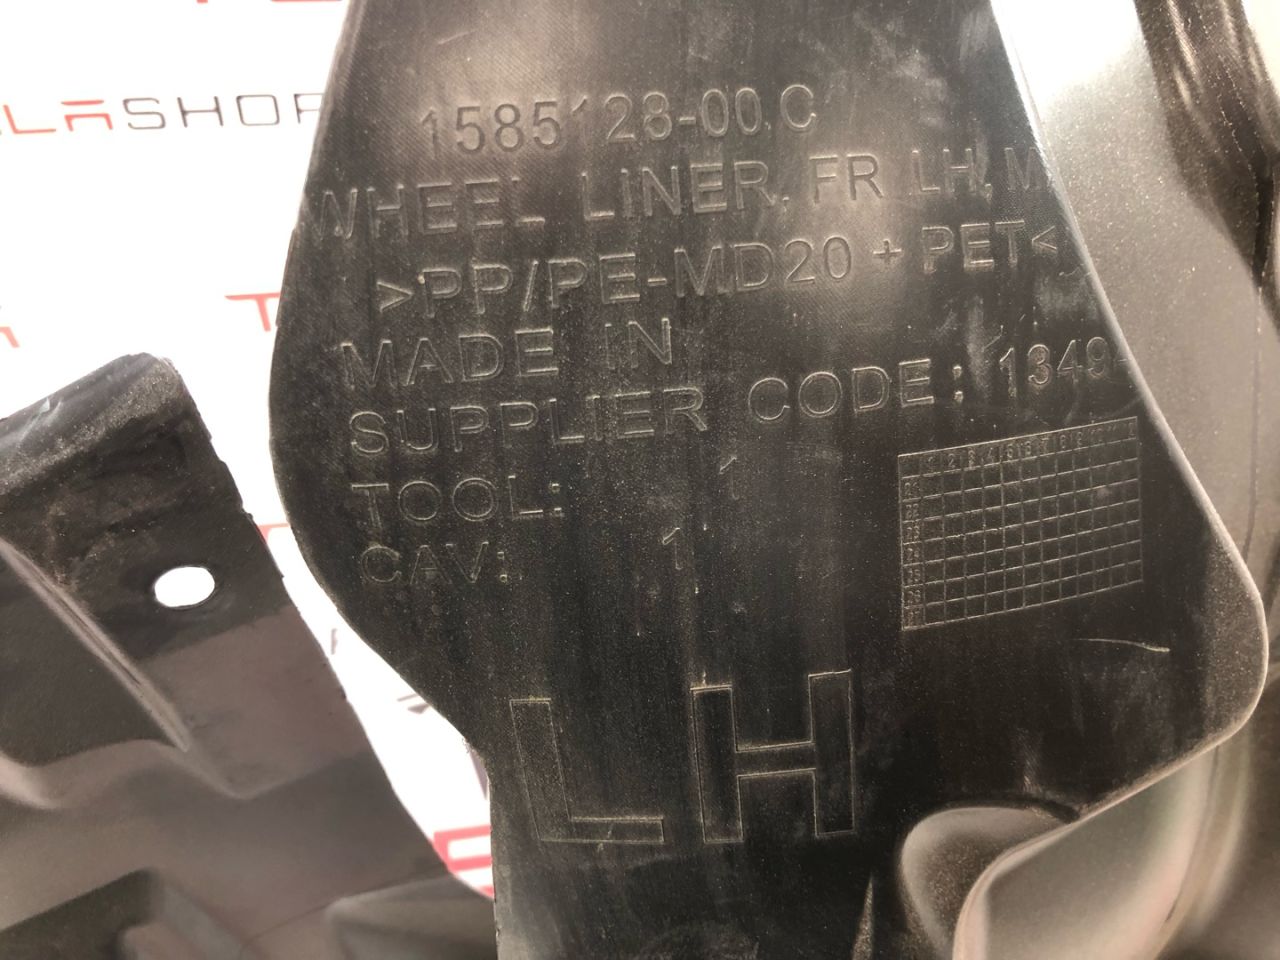 1585128-00.C
WHEEL LINER, FR LH, M
>PP/PE-MD20 + PET<
MADE IN
SUPPLIER CODE: 1349
TOOL: 1
CAV: 1
LH
LASHOP